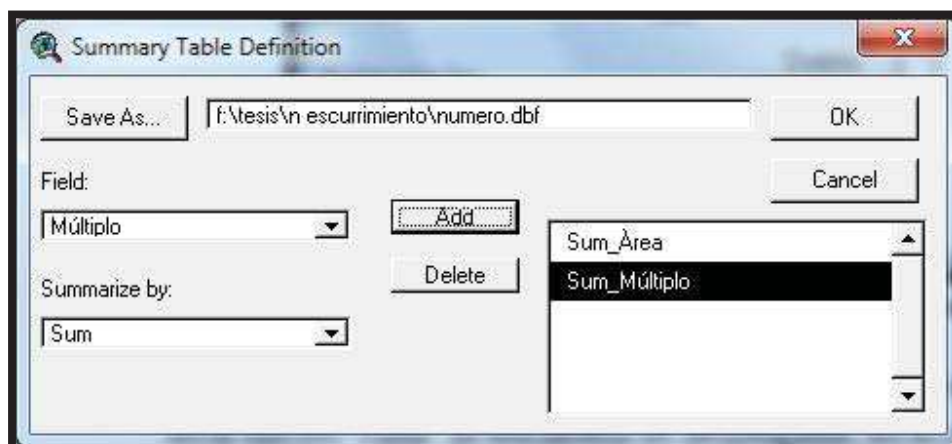 Summary Table Definition
Save As...
f:\tesis\n escurrimiento\numero.dbf
OK
Cancel
Field:
Múltiplo
Add
Delete
Summarize by:
Sum
Sum_Àrea
Sum_Múltiplo